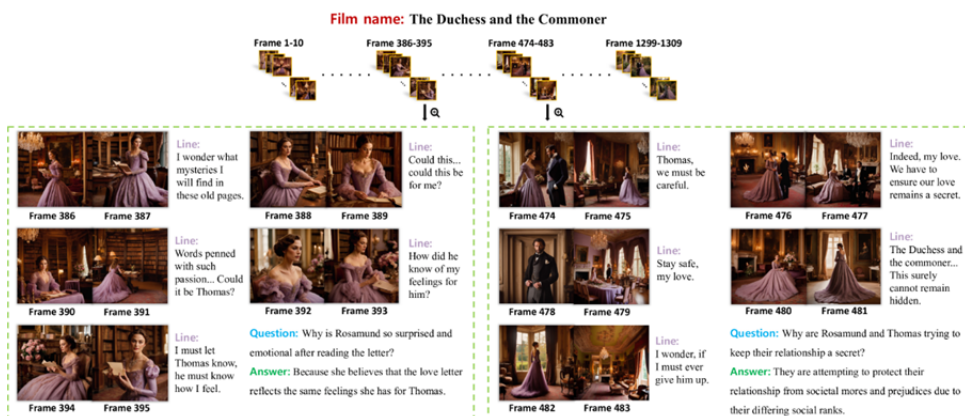 Film name: The Duchess and the Commoner
Frame 1-10
Frame 386-395
Frame 474-483
Frame 1299-1309
Line:
I wonder what
mysteries I
will find in
these old pages.
Frame 386
Frame 387
Line:
Could this...
could this be
for me?
Frame 388
Frame 389
Line:
Words penned
with such
passion... Could
it be Thomas?
Frame 390
Frame 391
Line:
How did he
know of my
feelings for
him?
Frame 392
Frame 393
Line:
I must let
Thomas know,
he must know
how I feel.
Frame 394
Frame 395
Question: Why is Rosamund so surprised and
emotional after reading the letter?
Answer: Because she believes that the love letter
reflects the same feelings she has for Thomas.
Line:
Thomas,
we must be
careful.
Frame 474
Frame 475
Line:
Indeed, my love.
We have to
ensure our love
remains a secret.
Frame 476
Frame 477
Line:
Stay safe,
my love.
Frame 478
Frame 479
Line:
The Duchess and
the commoner...
This surely
cannot remain
hidden.
Frame 480
Frame 481
Line:
I wonder, if
I must ever
give him up.
Frame 482
Frame 483
Question: Why are Rosamund and Thomas trying to
keep their relationship a secret?
Answer: They are attempting to protect their
relationship from societal mores and prejudices due to
their differing social ranks.